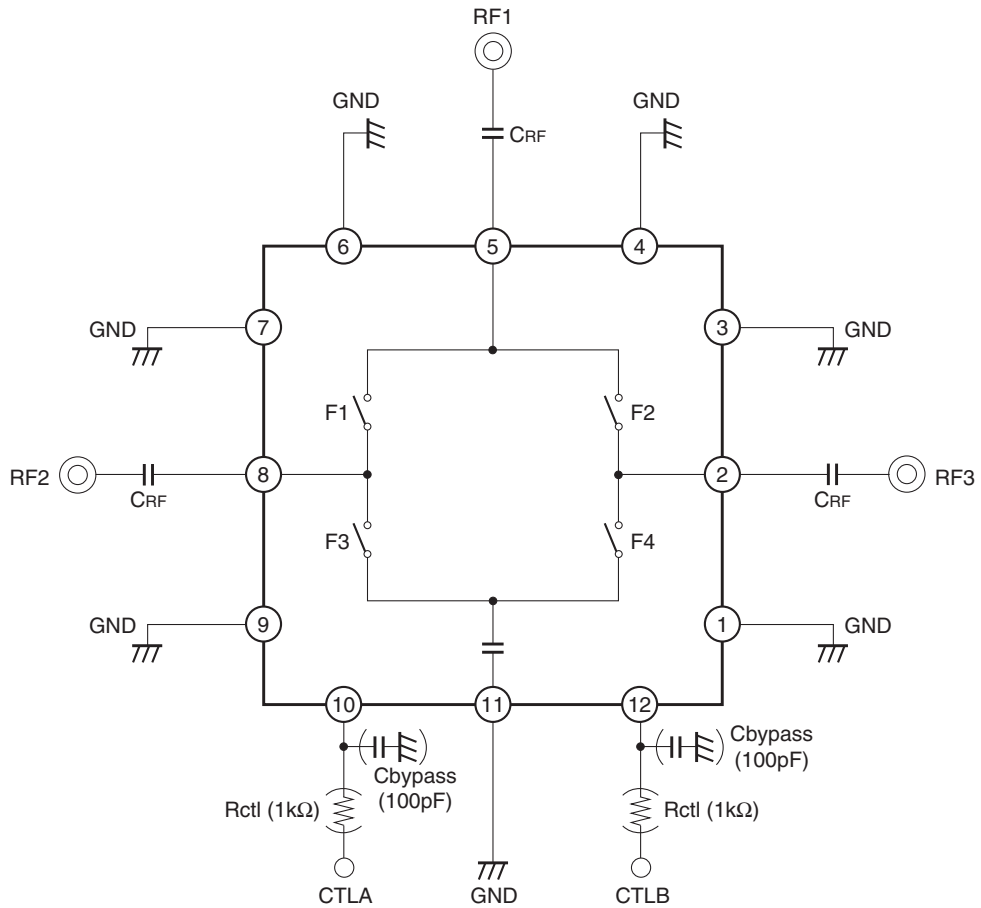 RF1
GND
GND
CRF
6
5
4
GND
7
3
GND
F1
F2
RF2
CRF
8
2
CRF
RF3
F3
F4
GND
9
1
GND
10
11
12
Cbypass
(100pF)
Cbypass
(100pF)
Rctl (1kΩ)
Rctl (1kΩ)
CTLA
GND
CTLB